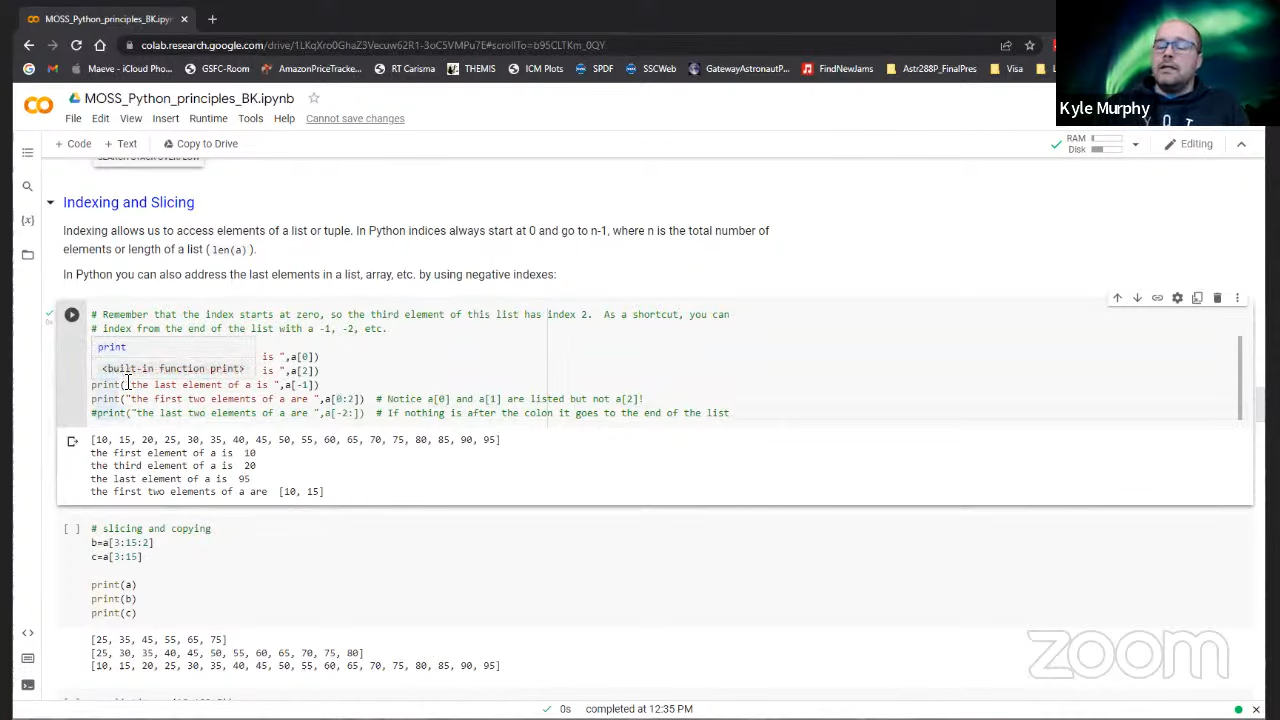 MOSS_Python_principles_BK.ipyn
colab.research.google.com/drive/1LKqXro0GhaZ3Vecuw62R1-3oC5VMPu7E#scrollTo=b95CLTKm_0QY
Maeve - iCloud Phot...
GSFC-Room
AmazonPriceTracke...
RT Carisma
ARTEMIS
ICM Plots
SPDF
SSCWeb
GatewayAstronautP...
FindNewJams
Astr288P_FinalPres
Visa
Kyle Murphy
MOSS_Python_principles_BK.ipynb
File Edit View Insert Runtime Tools Help Cannot save changes
+ Code + Text Copy to Drive
RAM
Disk
Editing
SEARCH STACK OVERFLOW
Indexing and Slicing
Indexing allows us to access elements of a list or tuple. In Python indices always start at 0 and go to n-1, where n is the total number of
elements or length of a list (len(a)).
In Python you can also address the last elements in a list, array, etc. by using negative indexes:
# Remember that the index starts at zero, so the third element of this list has index 2.  As a shortcut, you can
# index from the end of the list with a -1, -2, etc.
print
is ",a[0])
<built-in function print>
is ",a[2])
print("the last element of a is ",a[-1])
print("the first two elements of a are ",a[0:2])  # Notice a[0] and a[1] are listed but not a[2]!
#print("the last two elements of a are ",a[-2:])  # If nothing is after the colon it goes to the end of the list
[10, 15, 20, 25, 30, 35, 40, 45, 50, 55, 60, 65, 70, 75, 80, 85, 90, 95]
the first element of a is  10
the third element of a is  20
the last element of a is  95
the first two elements of a are  [10, 15]
[ ] # slicing and copying
b=a[3:15:2]
c=a[3:15]
print(a)
print(b)
print(c)
[25, 35, 45, 55, 65, 75]
[25, 30, 35, 40, 45, 50, 55, 60, 65, 70, 75, 80]
[10, 15, 20, 25, 30, 35, 40, 45, 50, 55, 60, 65, 70, 75, 80, 85, 90, 95]
zoom
0s completed at 12:35 PM